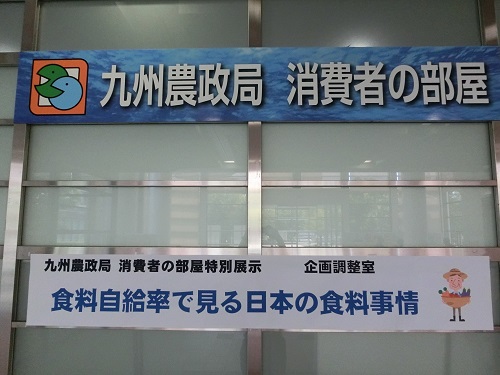 九州農政局 消費者の部屋
九州農政局 消費者の部屋特別展示 企画調整室
食料自給率で見る日本の食料事情